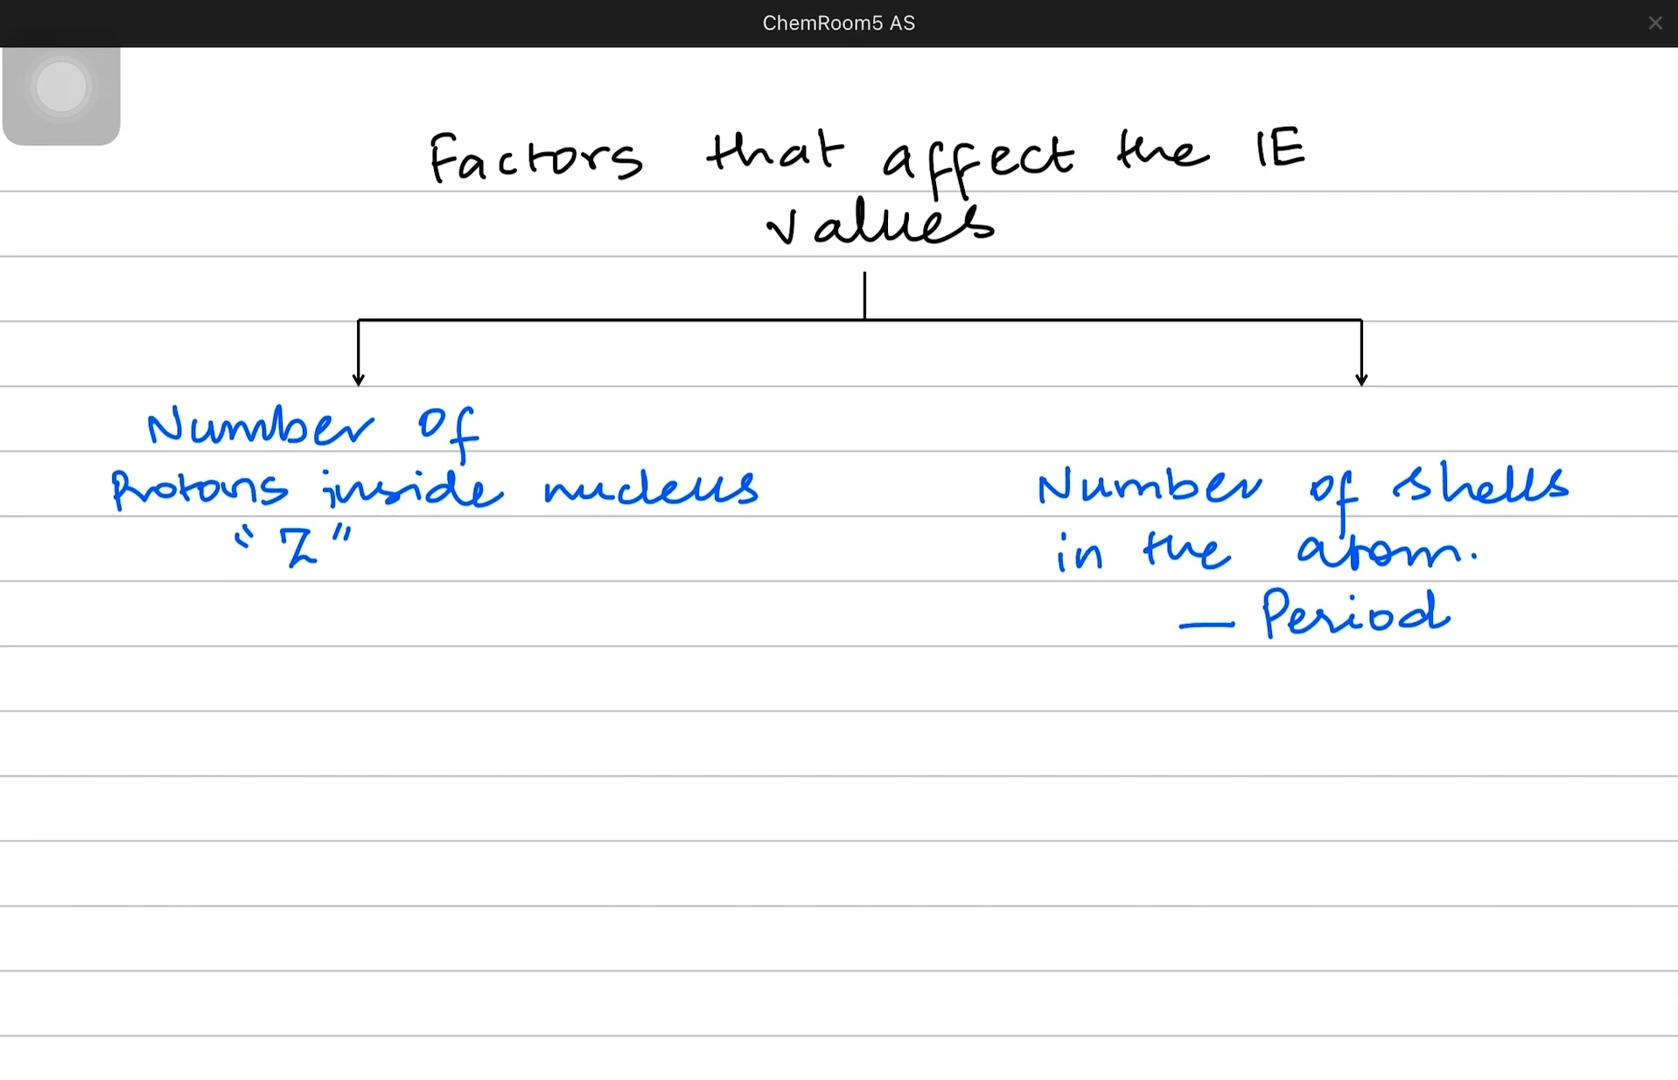 ChemRoom5 AS
Factors that affect the IE
values
Number of
Protons inside nucleus
"Z"
Number of shells
in the atom.
— Period